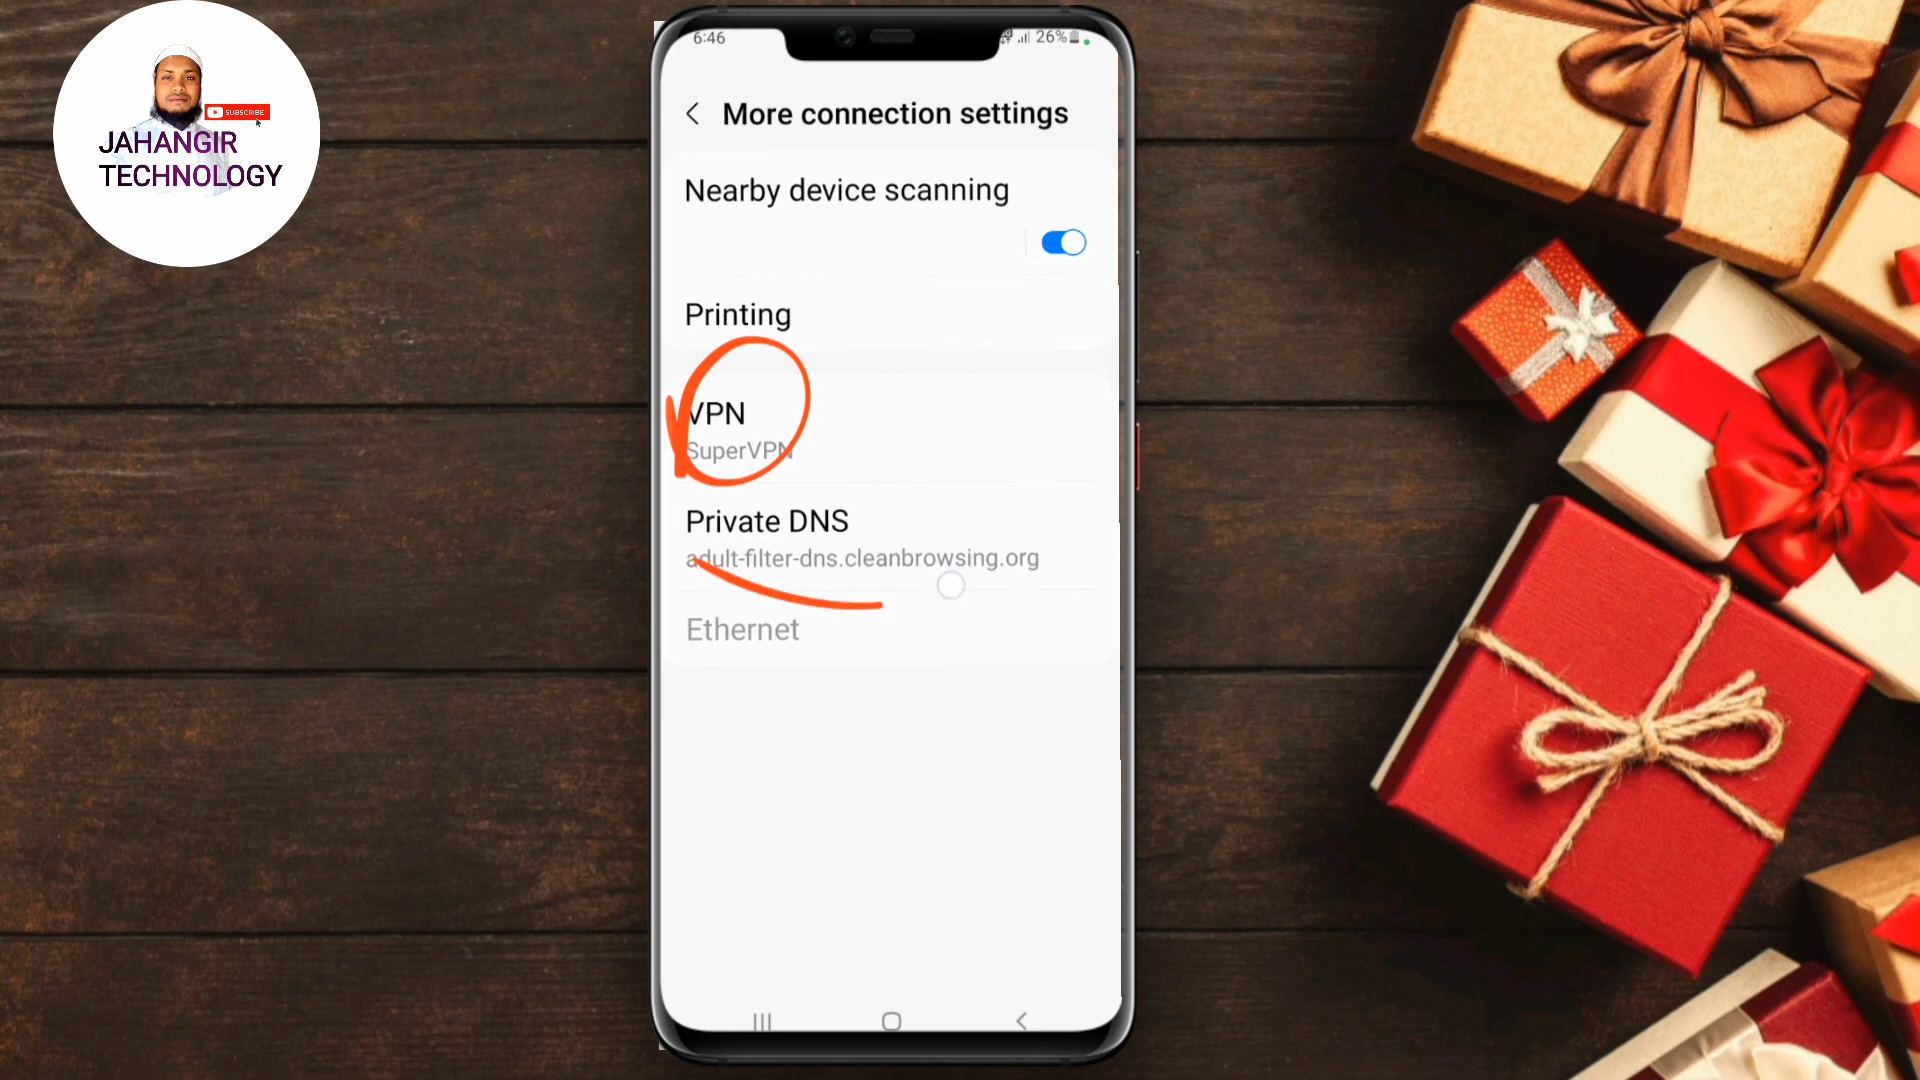 SUBSCRIBE
JAHANGIR
TECHNOLOGY
6:46
26%
More connection settings
Nearby device scanning
Printing
VPN
SuperVPN
Private DNS
adult-filter-dns.cleanbrowsing.org
Ethernet